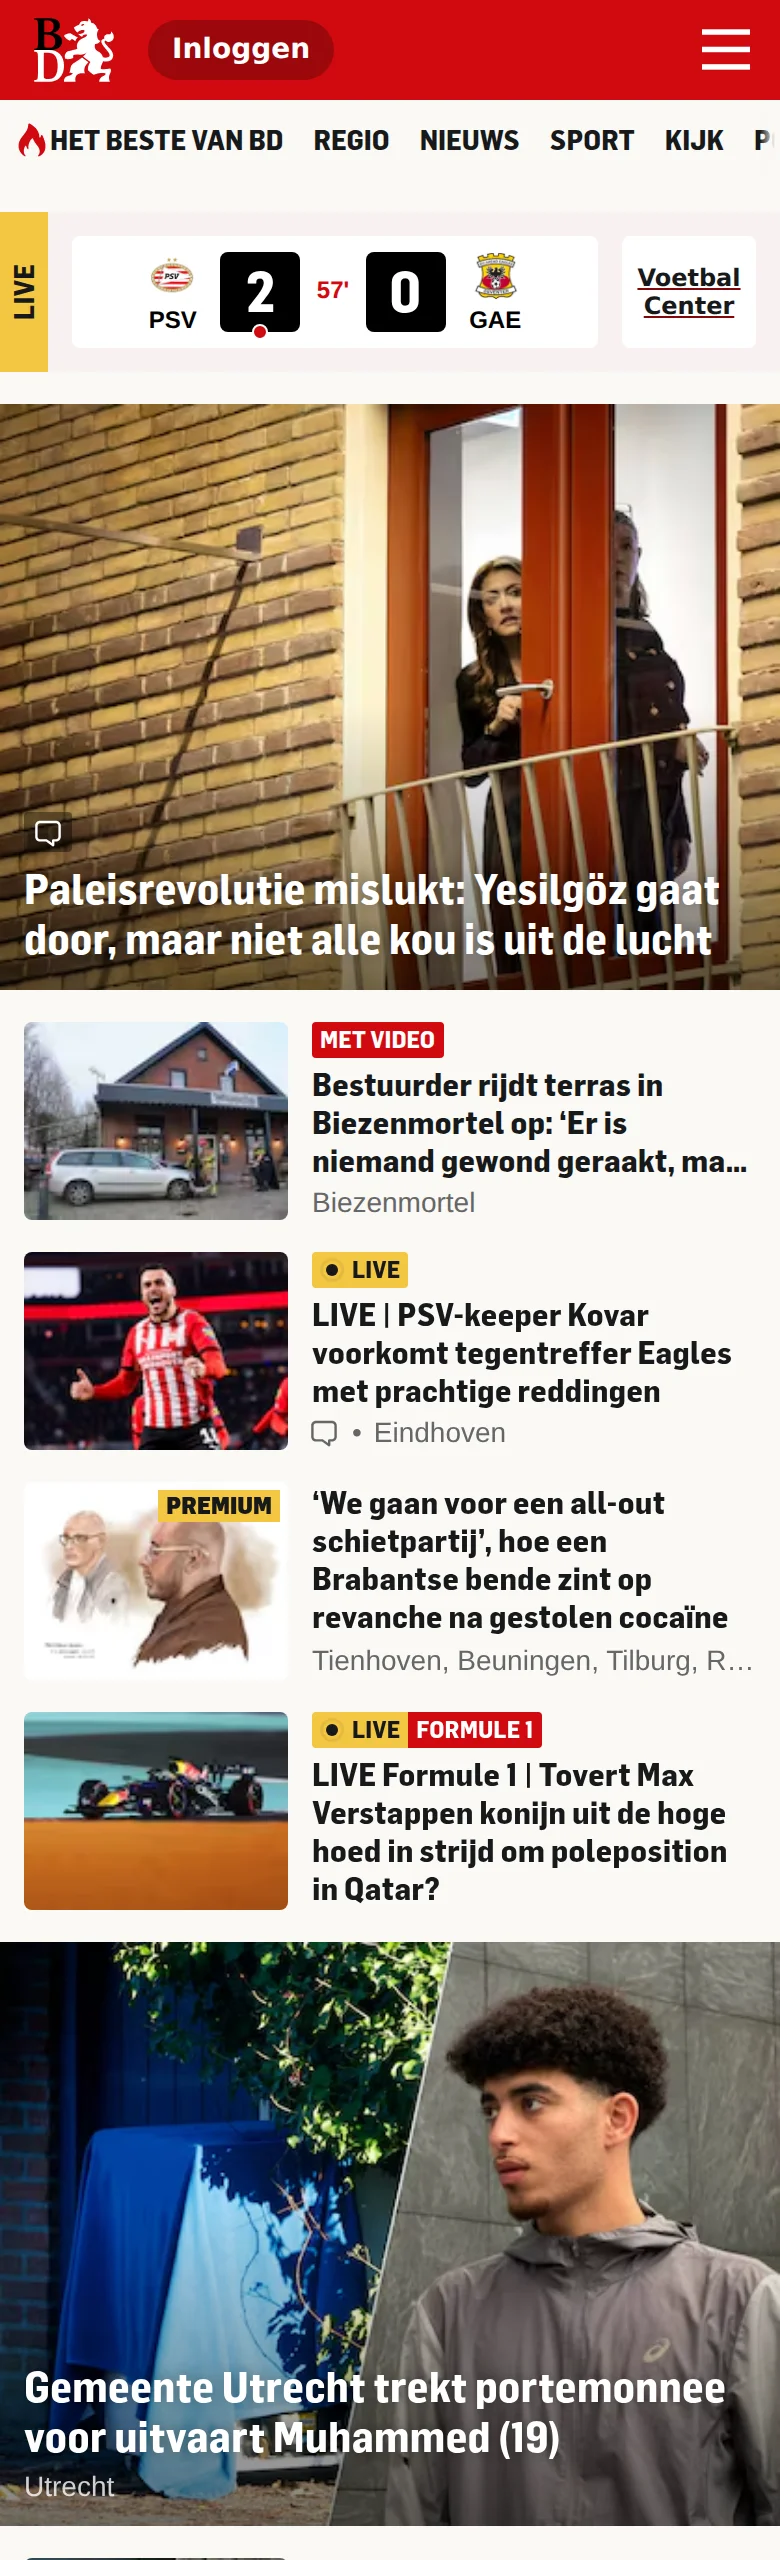 BD
Inloggen
HET BESTE VAN BD REGIO NIEUWS SPORT KIJK
LIVE
PSV
2
57'
0
GAE
Voetbal
Center
Paleisrevolutie mislukt: Yesilgöz gaat
door, maar niet alle kou is uit de lucht
MET VIDEO
Bestuurder rijdt terras in
Biezenmortel op: ‘Er is
niemand gewond geraakt, ma...
Biezenmortel
LIVE
LIVE | PSV-keeper Kovar
voorkomt tegentreffer Eagles
met prachtige reddingen
• Eindhoven
PREMIUM
‘We gaan voor een all-out
schietpartij’, hoe een
Brabantse bende zint op
revanche na gestolen cocaïne
Tienhoven, Beuningen, Tilburg, R...
LIVE FORMULE 1
LIVE Formule 1 | Tovert Max
Verstappen konijn uit de hoge
hoed in strijd om poleposition
in Qatar?
Gemeente Utrecht trekt portemonnee
voor uitvaart Muhammed (19)
Utrecht